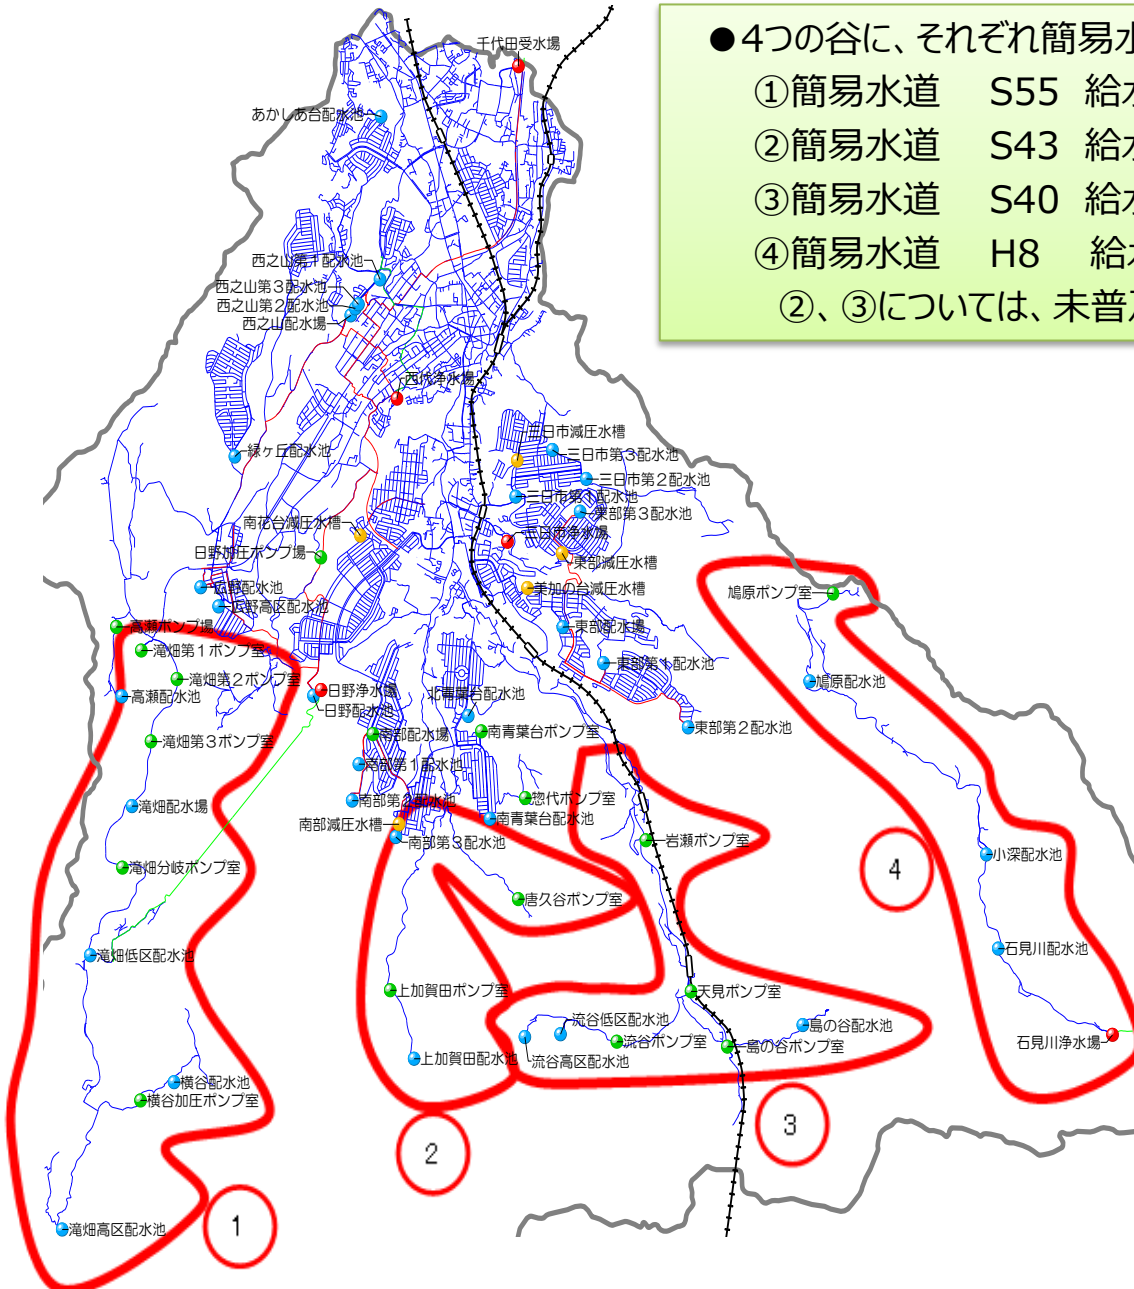 ●4つの谷に、それぞれ簡易
①簡易水道 S55 給
②簡易水道 S43 給
③簡易水道 S40 給
④簡易水道 H8 給
②、③については、未普
千代田受水場
あかしあ台配水池
西之山第1配水池
西之山第3配水池
西之山第2配水池
西之山配水場
西代浄水場
三日市減圧水槽
三日市第3配水池
緑ヶ丘配水池
三日市第2配水池
三日市第1配水池
東部第3配水池
南花台減圧水槽
三日市浄水場
日野加圧ポンプ場
東部減圧水槽
広野配水池
美加の台減圧水槽
鳩原ポンプ室
広野高区配水池
高瀬ポンプ場
東部配水場
滝畑第1ポンプ室
東部第1配水池
滝畑第2ポンプ室
鳩原配水池
日野浄水場
高瀬配水池
北青葉台配水池
日野配水池
東部第2配水池
南部配水場
南青葉台ポンプ室
滝畑第3ポンプ室
南部第1配水池
惣代ポンプ室
南部第2配水池
滝畑配水場
南青葉台配水池
南部減圧水槽
南部第3配水池
岩瀬ポンプ室
小深配水池
滝畑分岐ポンプ室
4
唐久谷ポンプ室
石見川配水池
滝畑低区配水池
上加賀田ポンプ室
天見ポンプ室
流谷低区配水池
島の谷配水池
石見川浄水場
流谷ポンプ室
島の谷ポンプ室
上加賀田配水池
流谷高区配水池
横谷配水池
横谷加圧ポンプ室
3
2
1
滝畑高区配水池